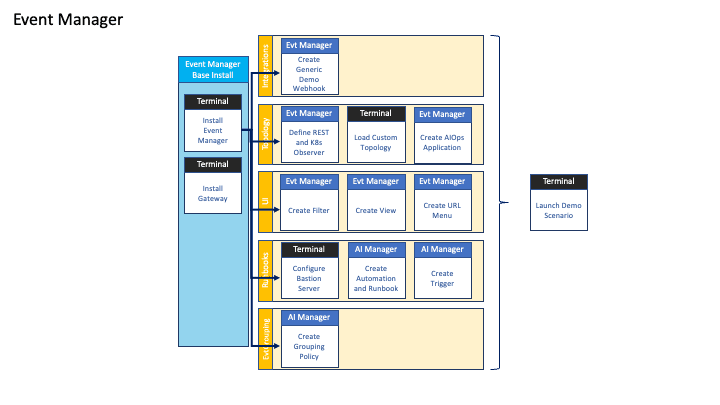 Event Manager
Event Manager
Base Install
Terminal
Install
Event
Manager
Terminal
Install
Gateway
Integrations
Evt Manager
Create
Generic
Demo
Webhook
Topology
Evt Manager
Define REST
and K8s
Observer
Terminal
Load Custom
Topology
Evt Manager
Create AIOps
Application
UI
Evt Manager
Create Filter
Evt Manager
Create View
Evt Manager
Create URL
Menu
Runbooks
Terminal
Configure
Bastion
Server
AI Manager
Create
Automation
and Runbook
AI Manager
Create
Trigger
AI Manager
Create
Grouping
Policy
Terminal
Launch Demo
Scenario